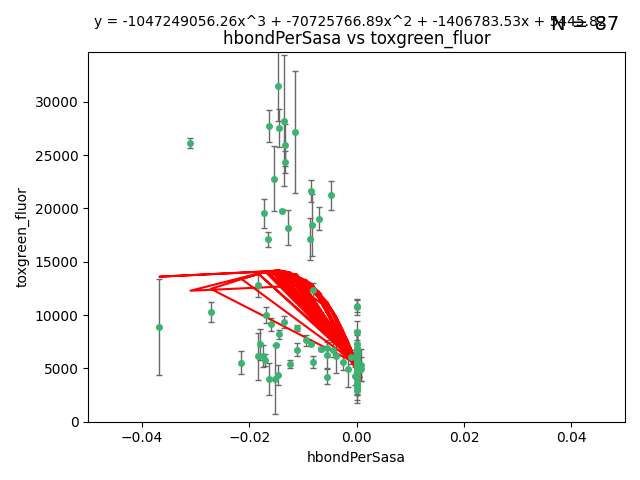 y = -1047249056.26x^3 + -70725766.89x^2 + -1406783.53x + 5445.82
N = 87
hbondPerSasa vs toxgreen_fluor
toxgreen_fluor
30000
25000
20000
15000
10000
5000
0
−0.04
−0.02
0.00
0.02
0.04
hbondPerSasa